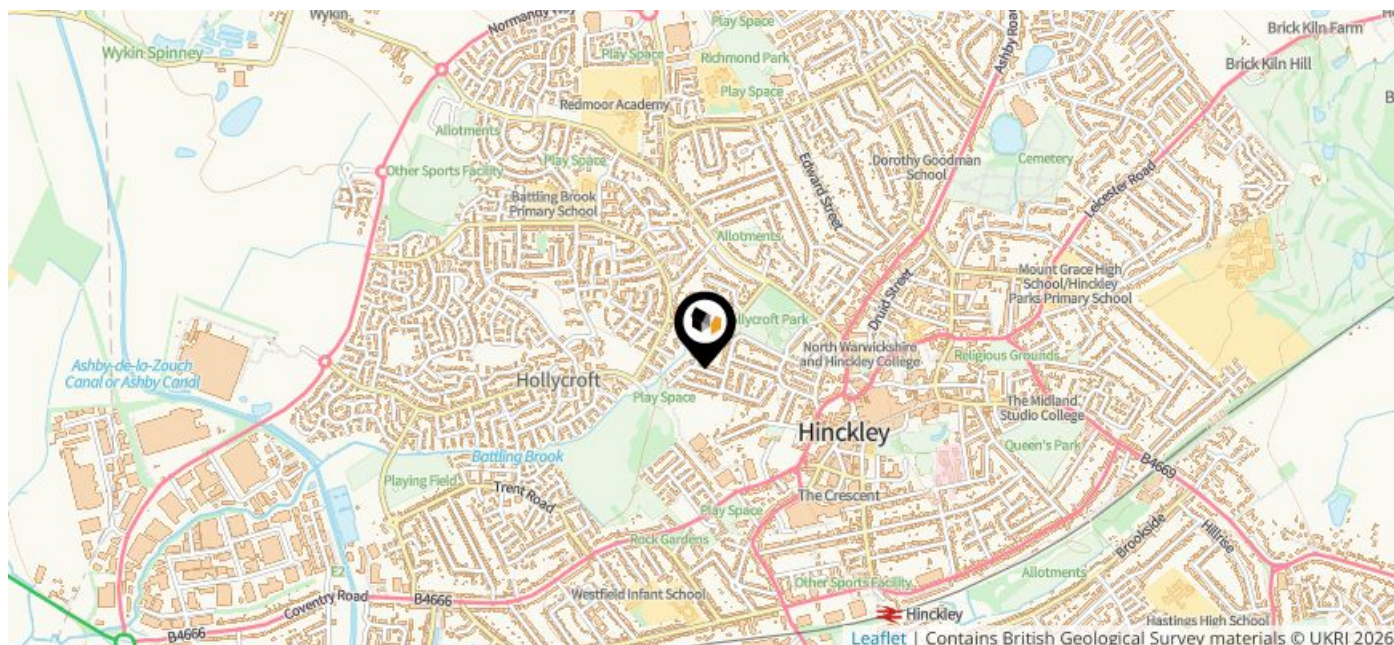 Wykin
Normandy Way
Wykin Spinney
Play Space
Richmond Park
Play Space
Play Space
Ashby Road
Brick Kiln Farm
Brick Kiln Hill
Redmoor Academy
Allotments
Other Sports Facility
Play Space
Battling Brook
Primary School
Edward Street
Dorothy Goodman
School
Cemetery
Leicester Road
Allotments
Druid Street
Mount Grace High
School/Hinckley
Parks Primary School
North Warwickshire
and Hinckley College
Religious Grounds
Ashby-de-la-Zouch
Canal or Ashby Canal
Hollycroft
Play Space
The Midland
Studio College
Hinckley
Queen's Park
B4669
Battling Brook
Playing Field
Trent Road
The Crescent
Play Space
Rock Gardens
Brookside
Hillrise
E2
Coventry Road
B4666
B4666
Westfield Infant School
Other Sports Facility
Allotments
Hinckley
Hastings High School
Leaflet | Contains British Geological Survey materials © UKRI 2026